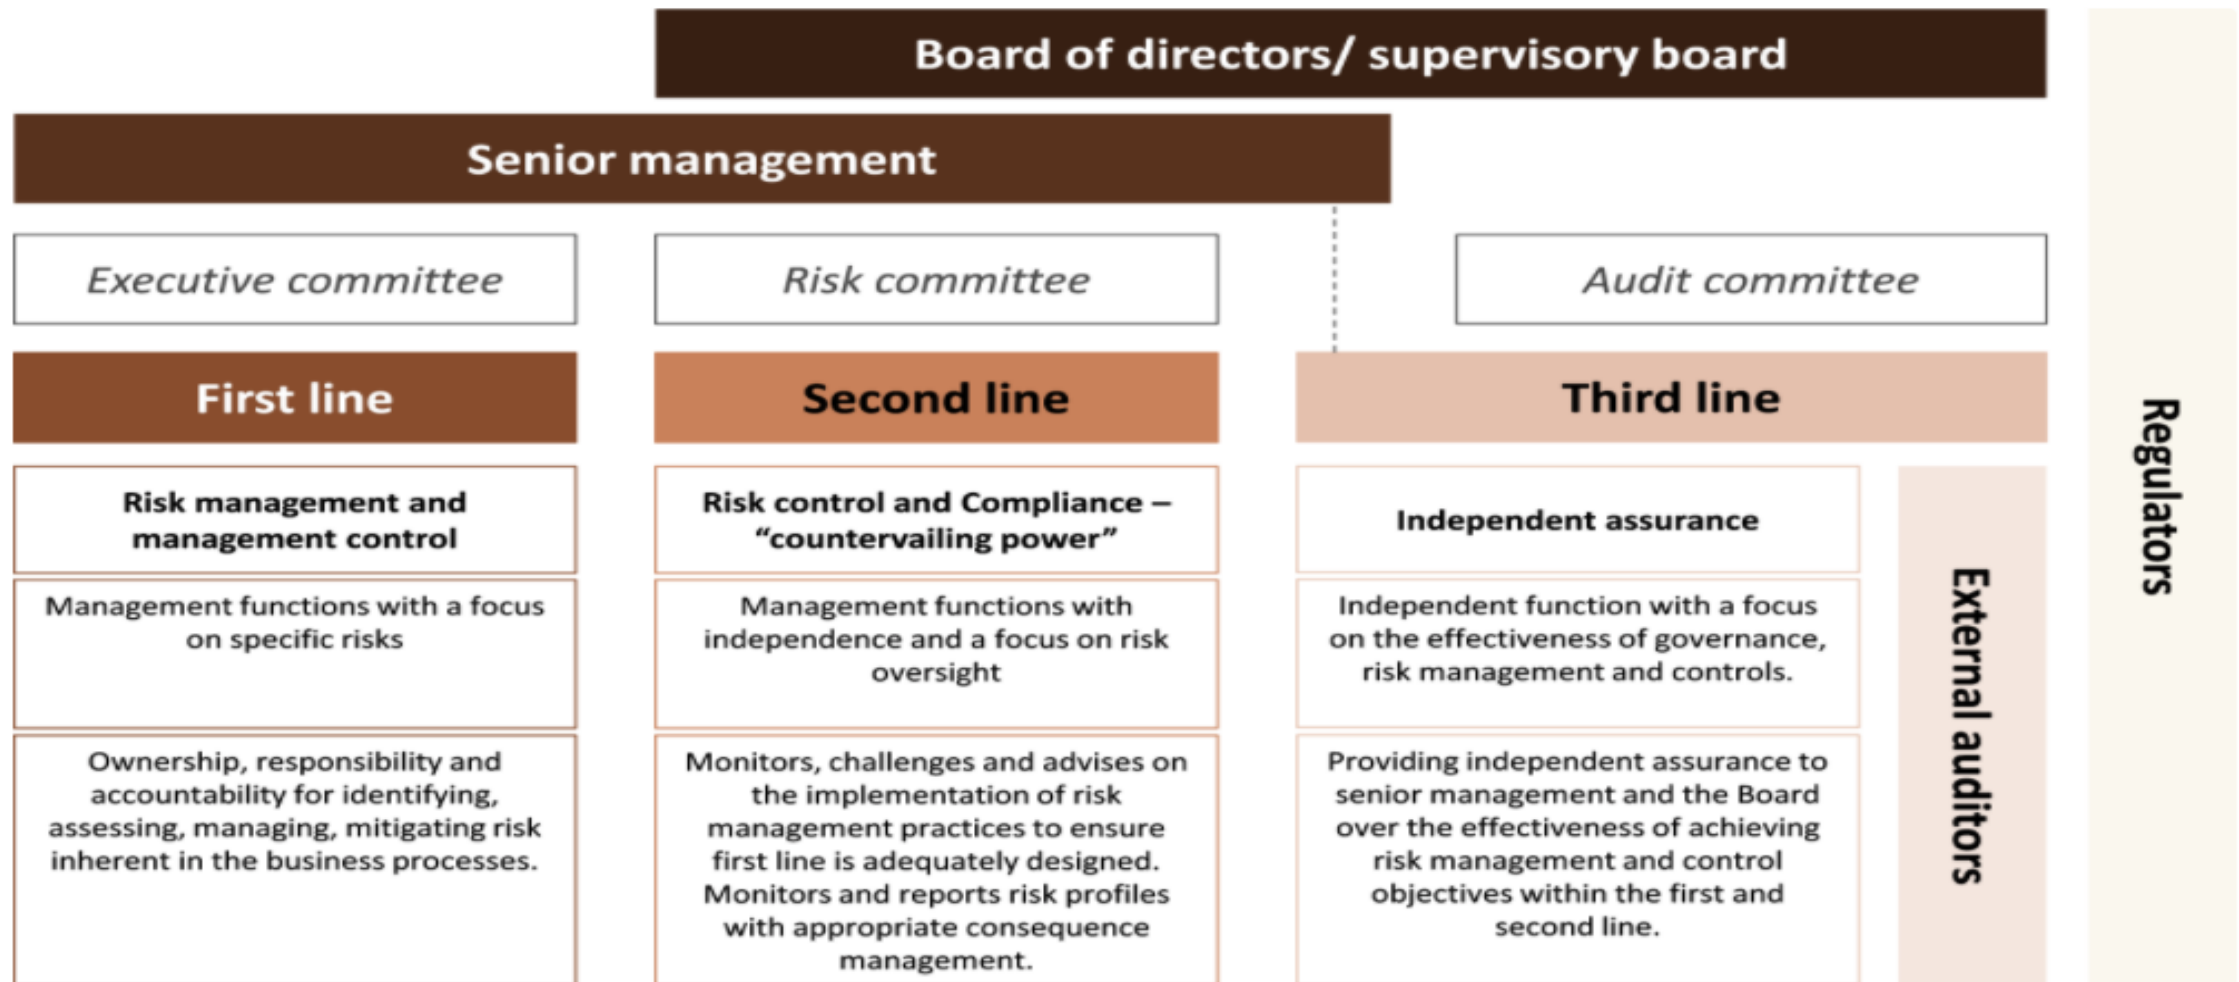 Board of directors/ supervisory board
Senior management
Executive committee
Risk committee
Audit committee
First line
Second line
Third line
Risk management and
management control
Management functions with a focus
on specific risks
Ownership, responsibility and
accountability for identifying,
assessing, managing, mitigating risk
inherent in the business processes.
Risk control and Compliance –
“countervailing power”
Management functions with
independence and a focus on risk
oversight
Monitors, challenges and advises on
the implementation of risk
management practices to ensure
first line is adequately designed.
Monitors and reports risk profiles
with appropriate consequence
management.
Independent assurance
Independent function with a focus
on the effectiveness of governance,
risk management and controls.
Providing independent assurance to
senior management and the Board
over the effectiveness of achieving
risk management and control
objectives within the first and
second line.
External auditors
Regulators